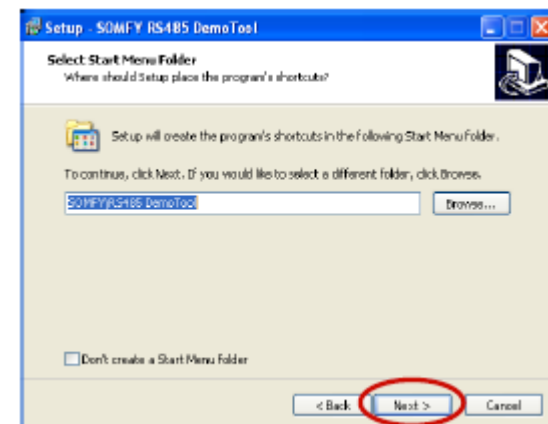 Setup - SOMFY RS485 DemoTool
Select Start Menu Folder
Where should Setup place the program's shortcuts?
Setup will create the program's shortcuts in the following Start Menu folder.
To continue, click Next. If you would like to select a different folder, click Browse.
SOMFY\RS485 DemoTool
Browse...
Don't create a Start Menu folder
< Back
Next >
Cancel